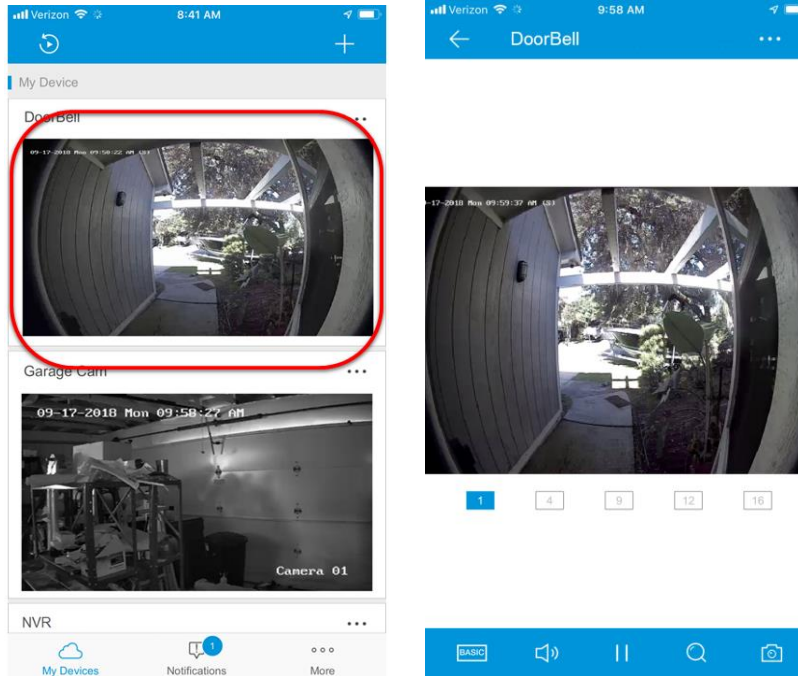 Verizon
8:41 AM
My Device
DoorBell
09-17-2018 Mon 09:58:22 AM (S)
Garage Cam
09-17-2018 Mon 09:58:27 AM
Camera 01
NVR
1
My Devices
Notifications
More
Verizon
9:58 AM
DoorBell
-17-2018 Mon 09:59:37 AM (S)
1
4
9
12
16
BASIC